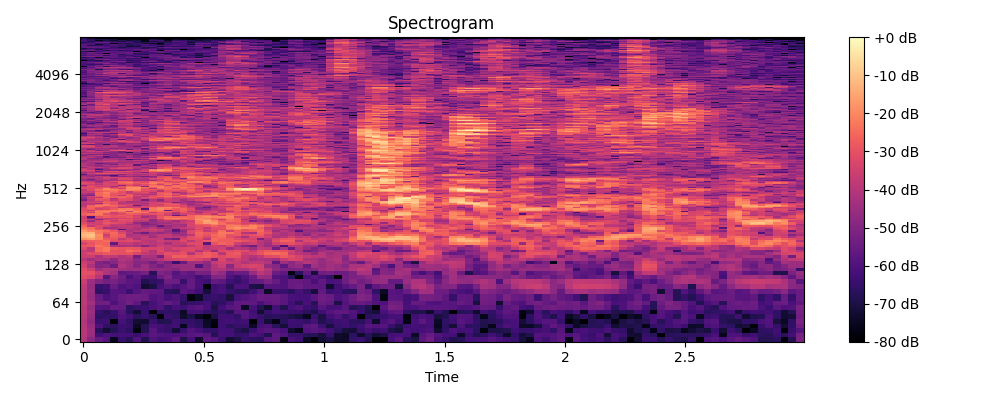 Spectrogram
Hz
4096
2048
1024
512
256
128
64
0
0
0.5
1
1.5
2
2.5
Time
+0 dB
-10 dB
-20 dB
-30 dB
-40 dB
-50 dB
-60 dB
-70 dB
-80 dB